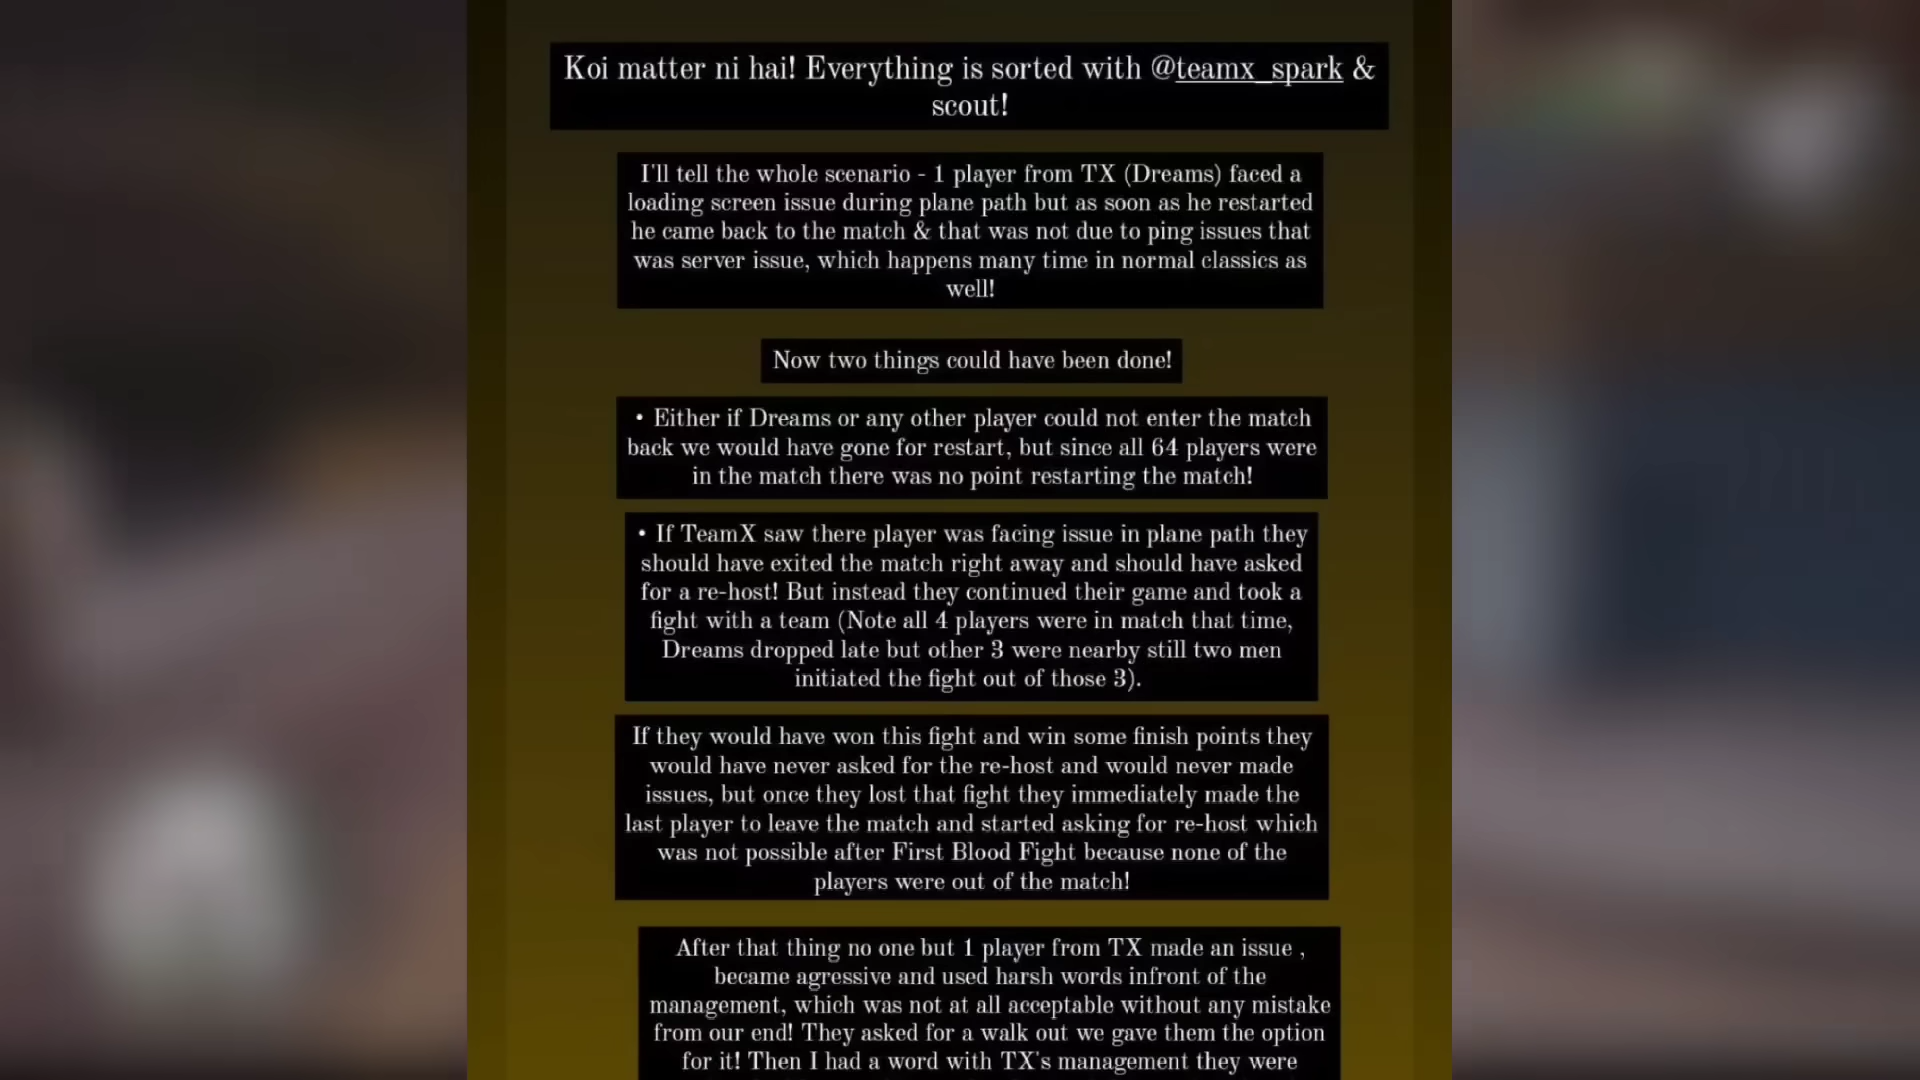 Koi matter ni hai! Everything is sorted with @teamx_spark &
scout!
I'll tell the whole scenario - 1 player from TX (Dreams) faced a
loading screen issue during plane path but as soon as he restarted
he came back to the match & that was not due to ping issues that
was server issue, which happens many time in normal classics as
well!
Now two things could have been done!
• Either if Dreams or any other player could not enter the match
back we would have gone for restart, but since all 64 players were
in the match there was no point restarting the match!
• If TeamX saw there player was facing issue in plane path they
should have exited the match right away and should have asked
for a re-host! But instead they continued their game and took a
fight with a team (Note all 4 players were in match that time,
Dreams dropped late but other 3 were nearby still two men
initiated the fight out of those 3).
If they would have won this fight and win some finish points they
would have never asked for the re-host and would never made
issues, but once they lost that fight they immediately made the
last player to leave the match and started asking for re-host which
was not possible after First Blood Fight because none of the
players were out of the match!
After that thing no one but 1 player from TX made an issue ,
became agressive and used harsh words infront of the
management, which was not at all acceptable without any mistake
from our end! They asked for a walk out we gave them the option
for it! Then I had a word with TX's management they were